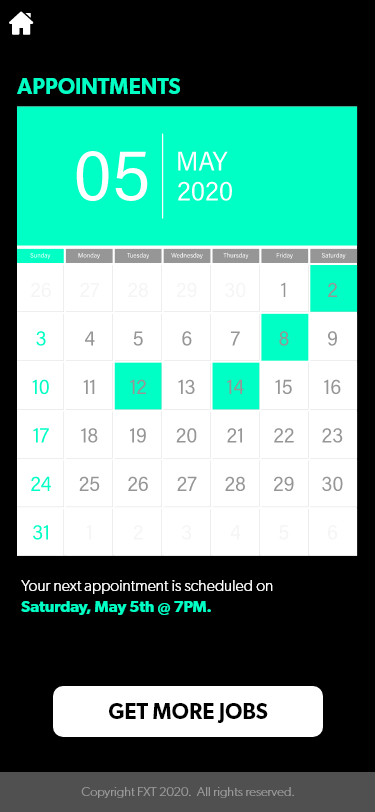 APPOINTMENTS
05
MAY
2020
Sunday Monday Tuesday Wednesday Thursday Friday Saturday
26 27 28 29 30 1 2
3 4 5 6 7 8 9
10 11 12 13 14 15 16
17 18 19 20 21 22 23
24 25 26 27 28 29 30
31 1 2 3 4 5 6
Your next appointment is scheduled on
Saturday, May 5th @ 7PM.
GET MORE JOBS
Copyright FXT 2020. All rights reserved.